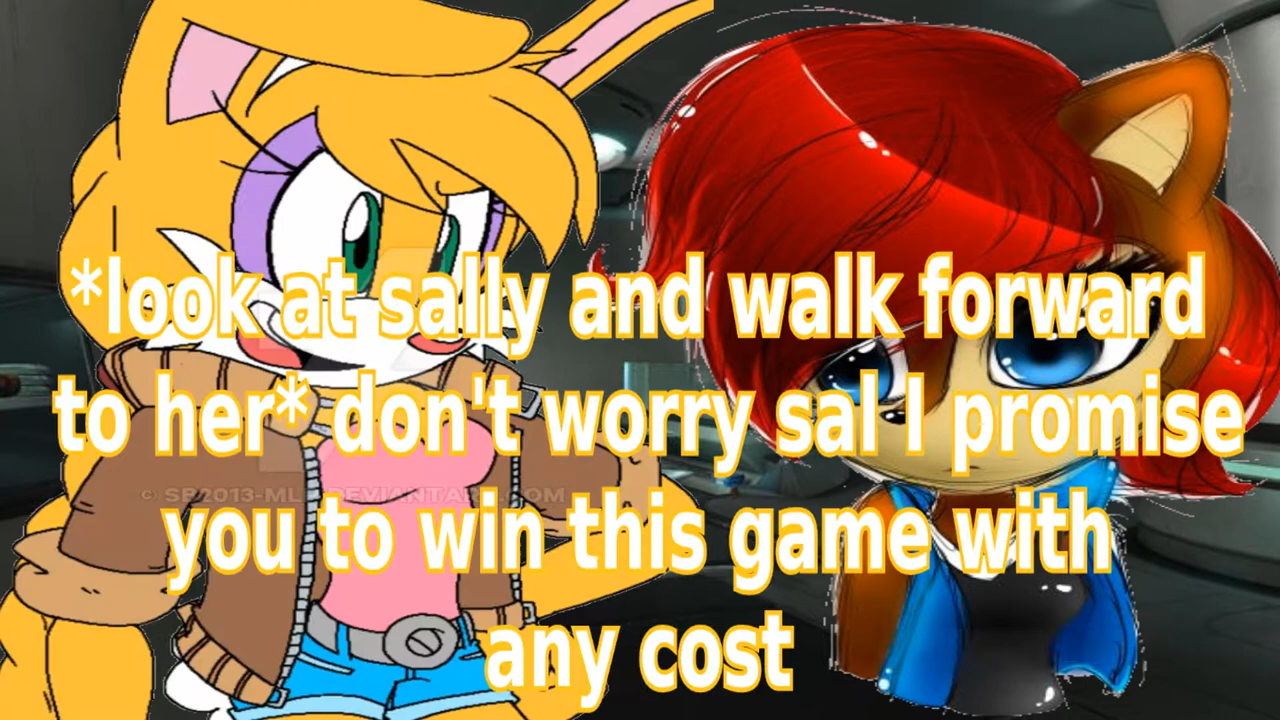 *look at sally and walk forward
to her* don't worry sal I promise
you to win this game with
any cost